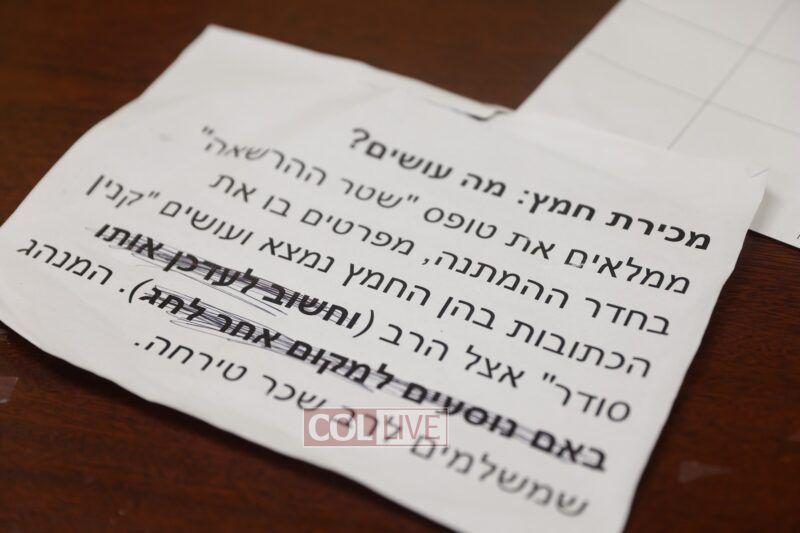 מכירת חמץ: מה עושים?
ממלאים את טופס "שטר ההרשאה"
בחדר ההמתנה, מפרטים בו את
הכתובות בהן החמץ נמצא ועושים "קנין
סודר" אצל הרב (וחשוב לעדכן אותו
באם נוסעים למקום אחר לחג). המנהג
שמשלמים לרב שכר טירחה.
COLLIVE